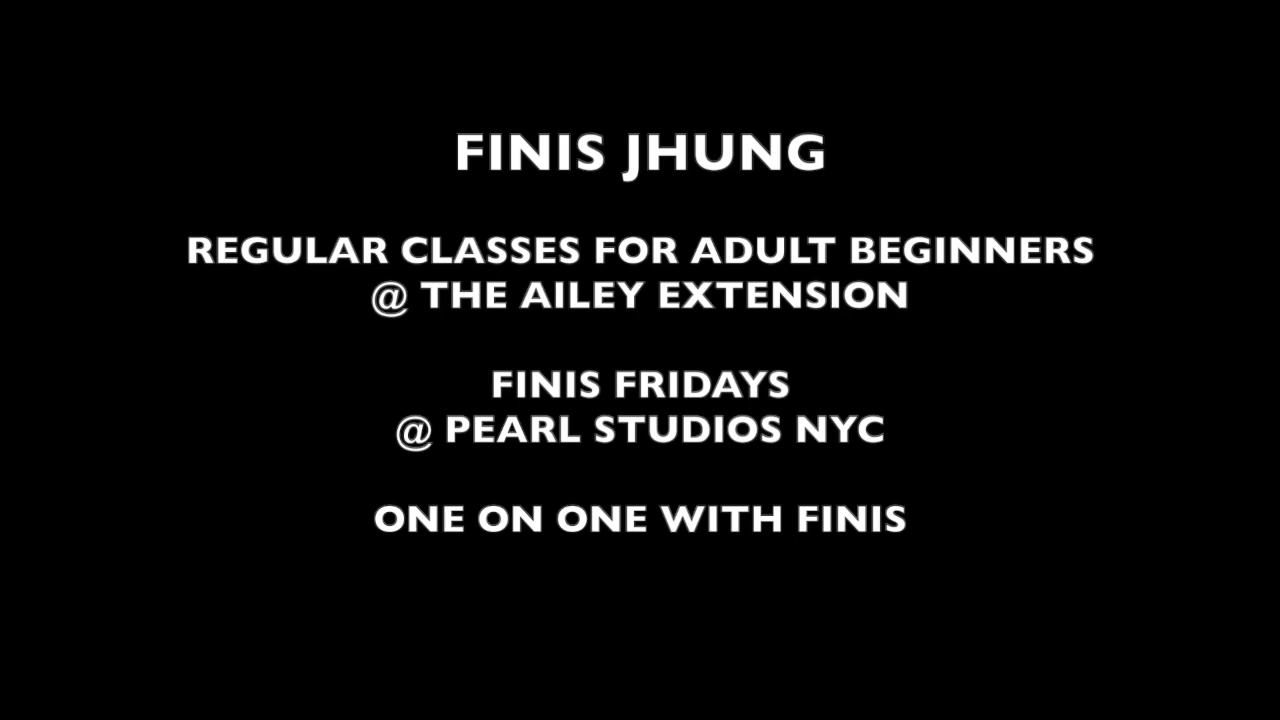 FINIS JHUNG
REGULAR CLASSES FOR ADULT BEGINNERS
@ THE AILEY EXTENSION
FINIS FRIDAYS
@ PEARL STUDIOS NYC
ONE ON ONE WITH FINIS